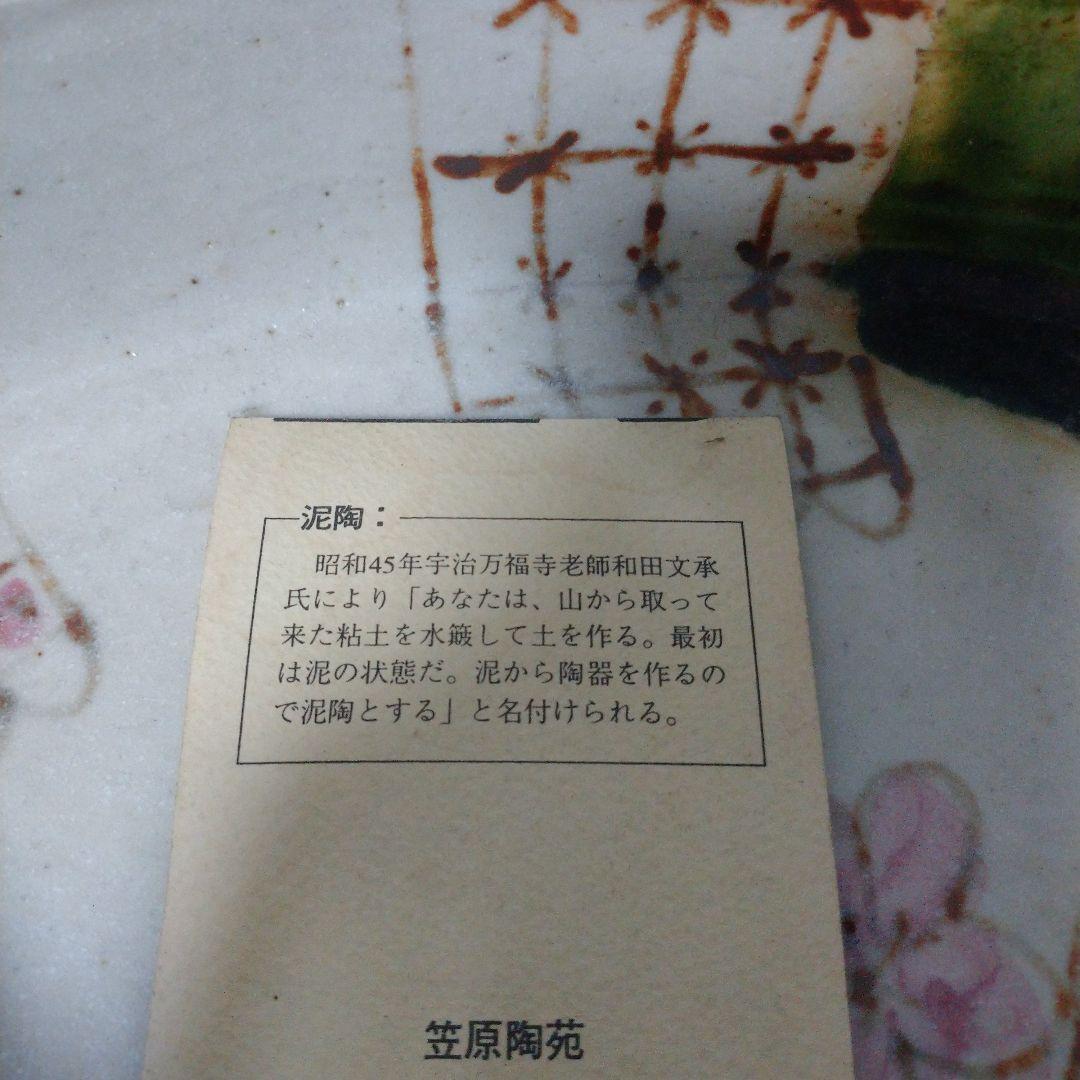 泥陶：
昭和45年宇治万福寺老師和田文承
氏により「あなたは、山から取って
来た粘土を水簸して土を作る。最初
は泥の状態だ。泥から陶器を作るの
で泥陶とする」と名付けられる。
笠原陶苑